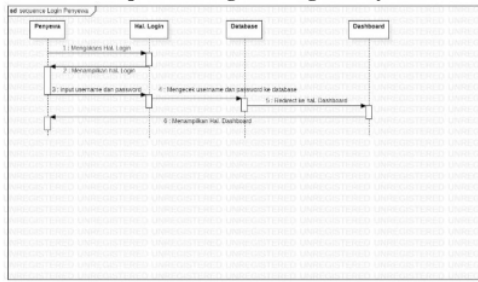 sd sequence Login Penyewa
Penyewa
Hal. Login
Database
Dashboard
1 : Mengakses Hal. Login
2 : Menampilkan hal. Login
3 : input username dan password
4 : Mengecek username dan password ke database
5 : Redirect ke hal. Dashboard
6 : Menampilkan Hal. Dashboard